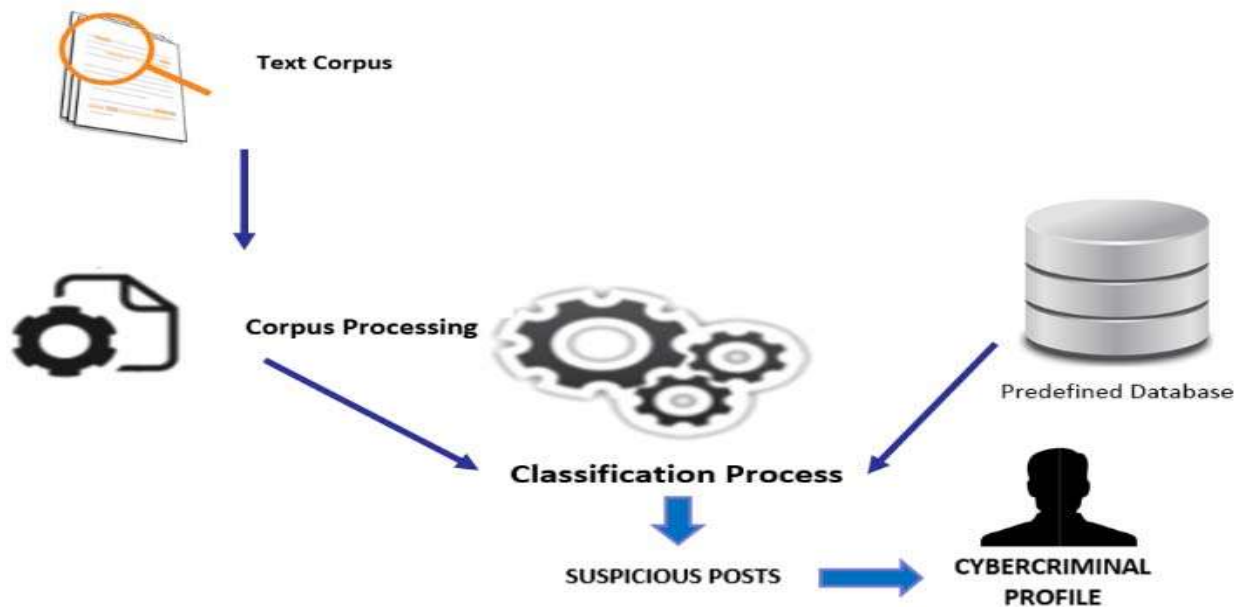 Text Corpus
Corpus Processing
Predefined Database
Classification Process
SUSPICIOUS POSTS
CYBERCRIMINAL
PROFILE